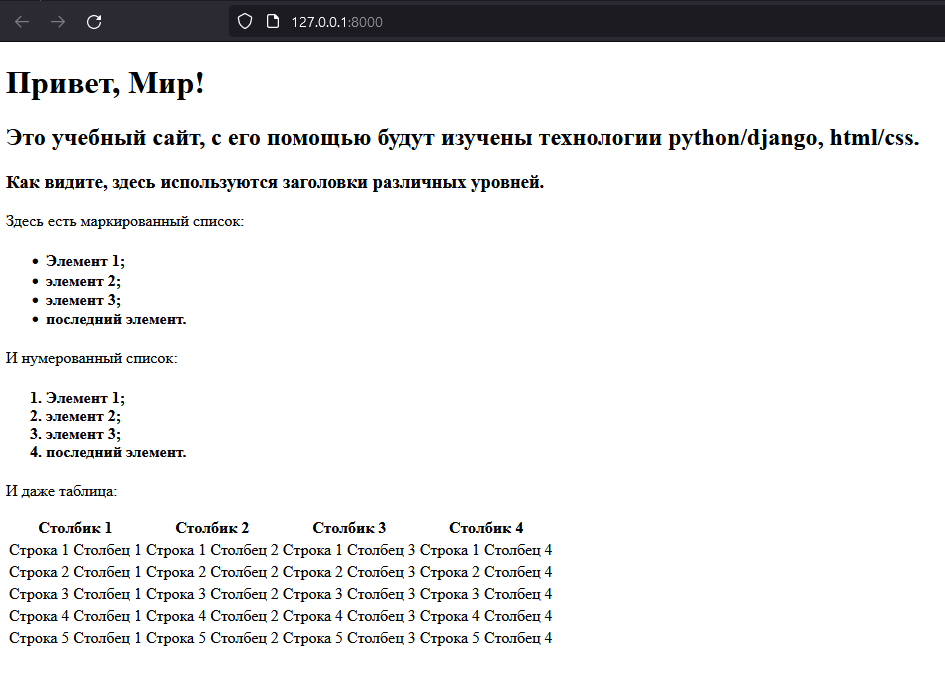 127.0.0.1:8000
Привет, Мир!
Это учебный сайт, с его помощью будут изучены технологии python/django, html/css.
Как видите, здесь используются заголовки различных уровней.
Здесь есть маркированный список:
• Элемент 1;
• элемент 2;
• элемент 3;
• последний элемент.
И нумерованный список:
1. Элемент 1;
2. элемент 2;
3. элемент 3;
4. последний элемент.
И даже таблица:
Столбик 1 Столбик 2 Столбик 3 Столбик 4
Строка 1 Столбец 1 Строка 1 Столбец 2 Строка 1 Столбец 3 Строка 1 Столбец 4
Строка 2 Столбец 1 Строка 2 Столбец 2 Строка 2 Столбец 3 Строка 2 Столбец 4
Строка 3 Столбец 1 Строка 3 Столбец 2 Строка 3 Столбец 3 Строка 3 Столбец 4
Строка 4 Столбец 1 Строка 4 Столбец 2 Строка 4 Столбец 3 Строка 4 Столбец 4
Строка 5 Столбец 1 Строка 5 Столбец 2 Строка 5 Столбец 3 Строка 5 Столбец 4